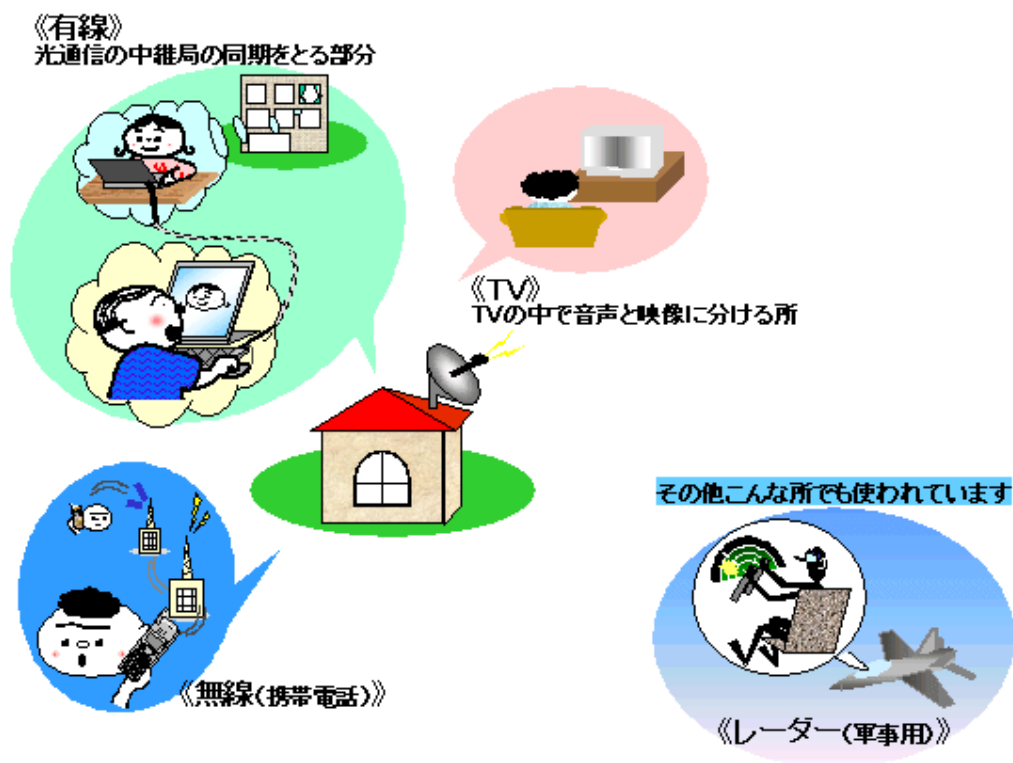 《有線》
光通信の中継局の同期をとる部分
《TV》
TVの中で音声と映像に分ける所
その他こんな所でも使われています
《無線(携帯電話)》
《レーダー(軍事用)》